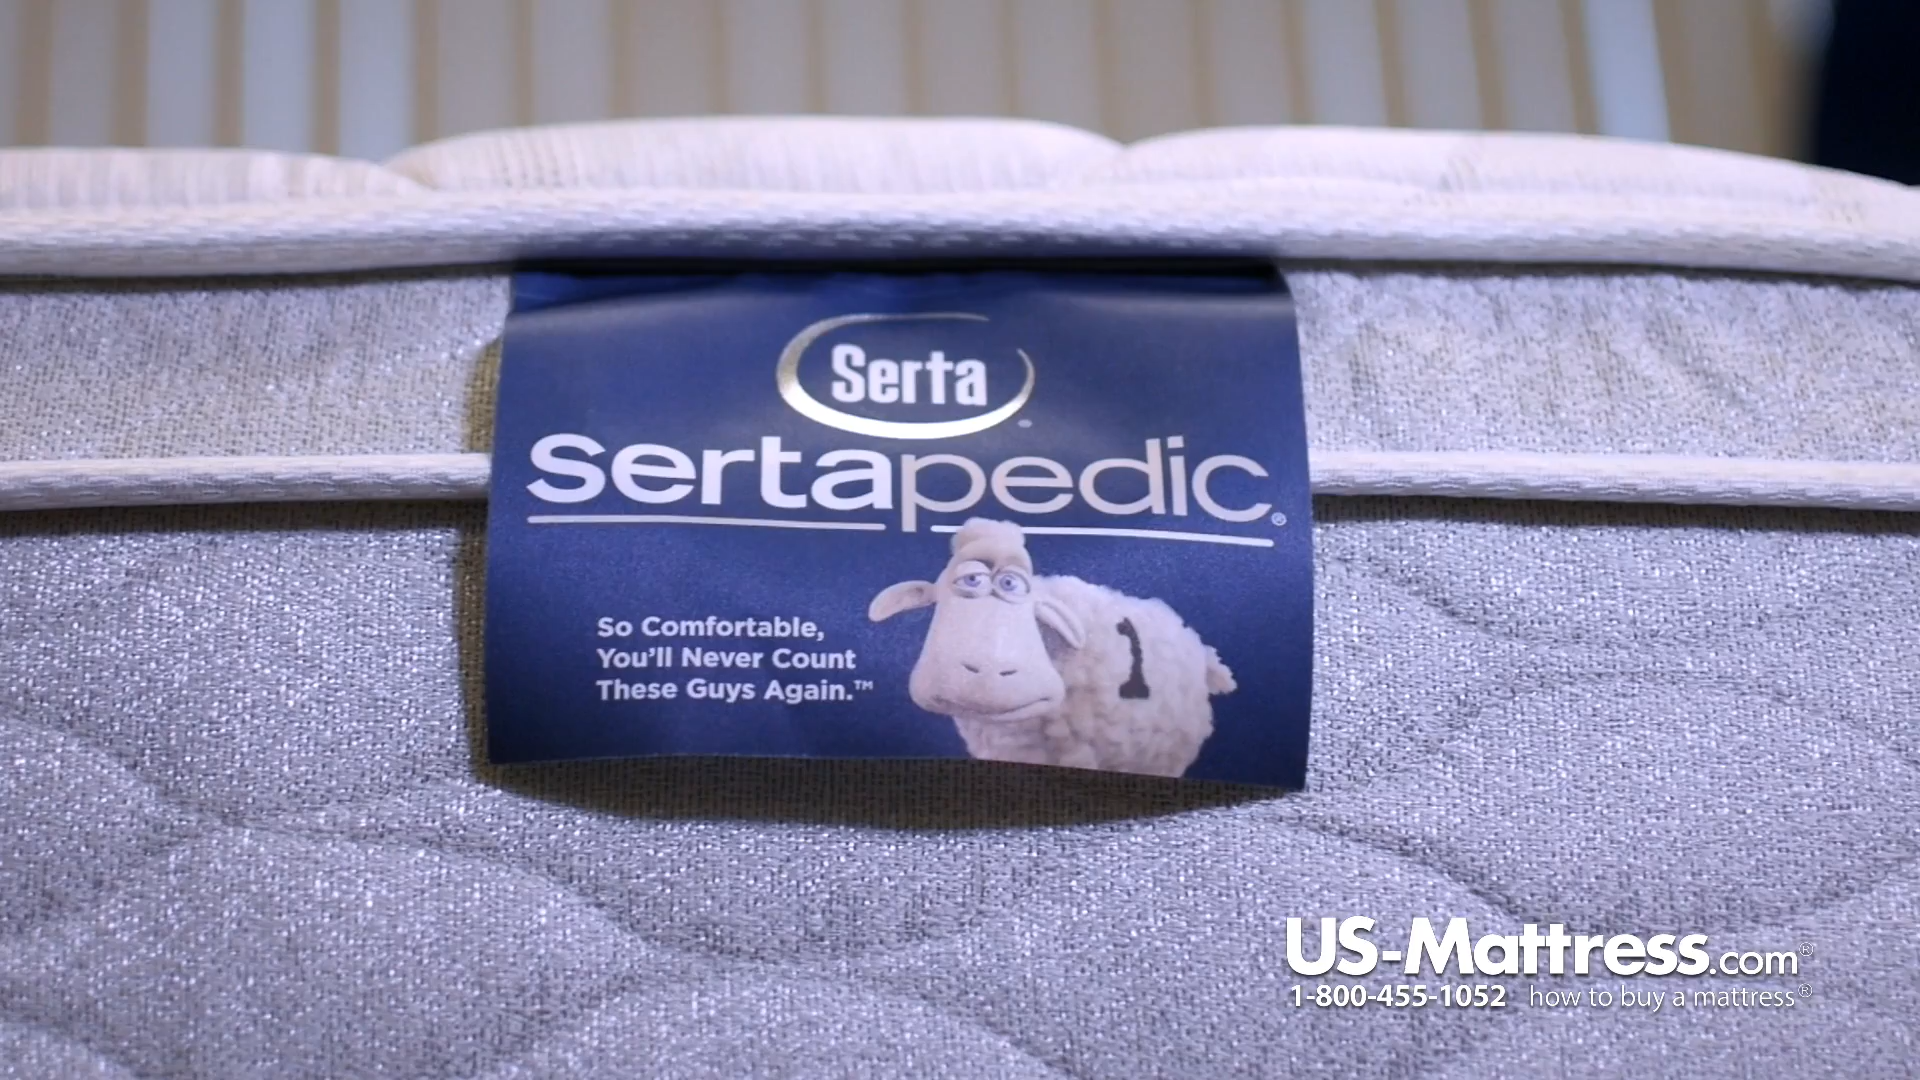 Serta
sertapedic®
So Comfortable,
You'll Never Count
These Guys Again.™
1
US-Mattress.com®
1-800-455-1052 how to buy a mattress®